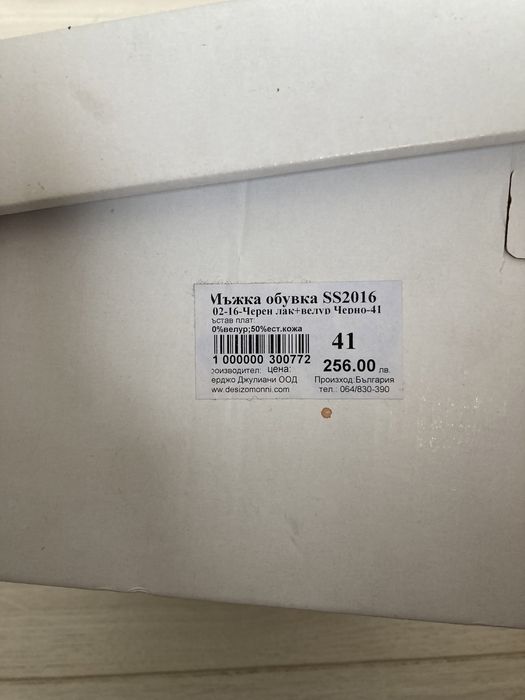 Мъжка обувка SS2016
02-16-Черен лак+велур Черно-41
ъстав плат:
0%велур;50%ест.кожа
41
1 000000 300772
256.00 лв.
роизводител: цена:
ерджо Джулиани ООД Произход:България
ww.desizomonni.com тел.: 064/830-390